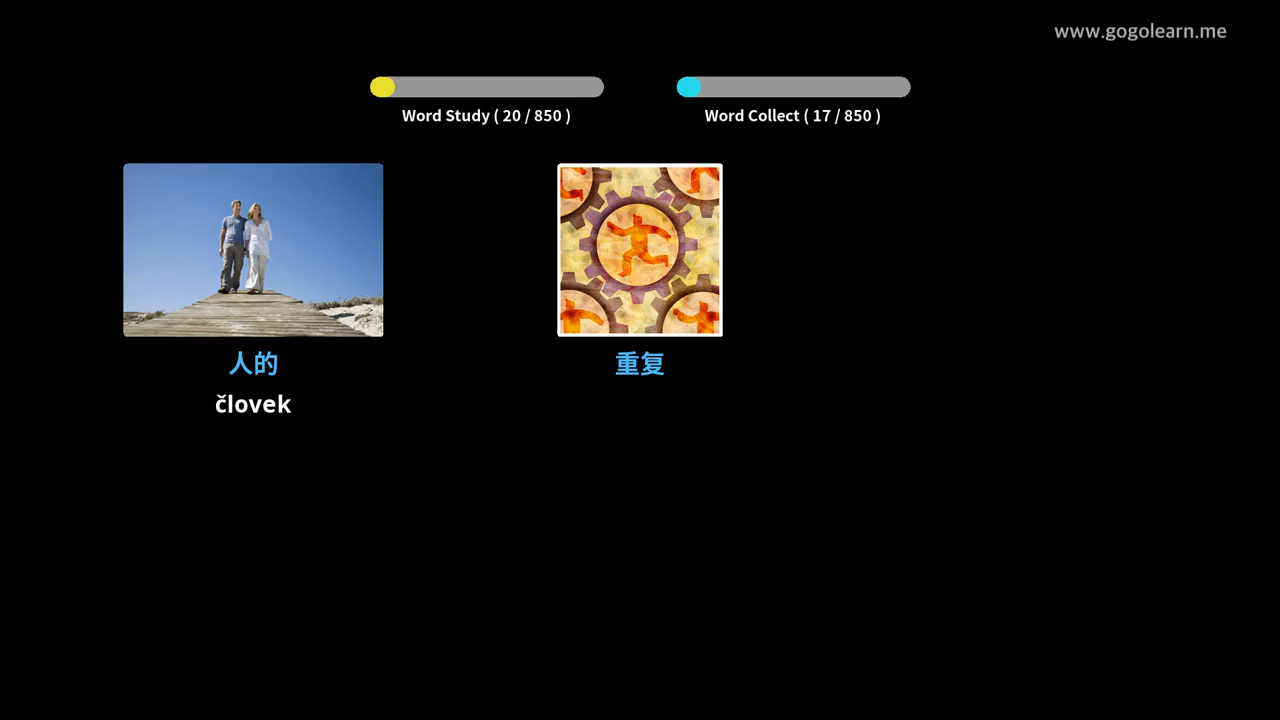 www.gogolearn.me
Word Study ( 20 / 850 )
Word Collect ( 17 / 850 )
人的
重复
človek